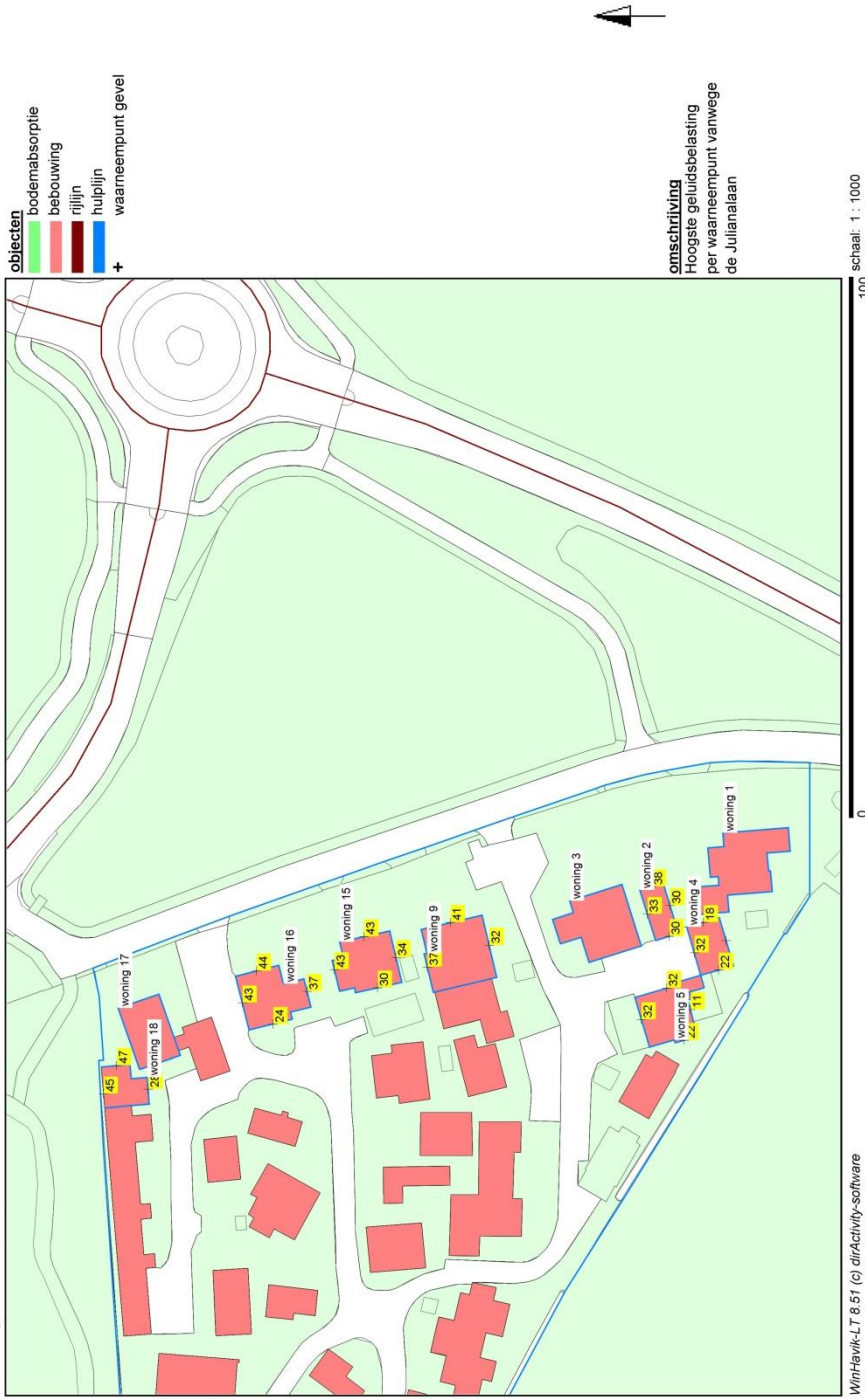 objecten
bodemabsorptie
bebouwing
rijlijn
hulplijn
+ waarneempunt gevel
omschrijving
Hoogste geluidsbelasting
per waarneempunt vanwege
de Julianalaan
woning 17
45
47
woning 18
28
43
44
woning 16
24
37
woning 15
43
43
30
34
woning 9
37
41
32
woning 3
woning 2
33
38
30
30
woning 4
18
32
22
woning 1
32
32
woning 5
11
22
0
100
schaal: 1 : 1000
WinHavik-LT 8.51 (c) dirActivity-software